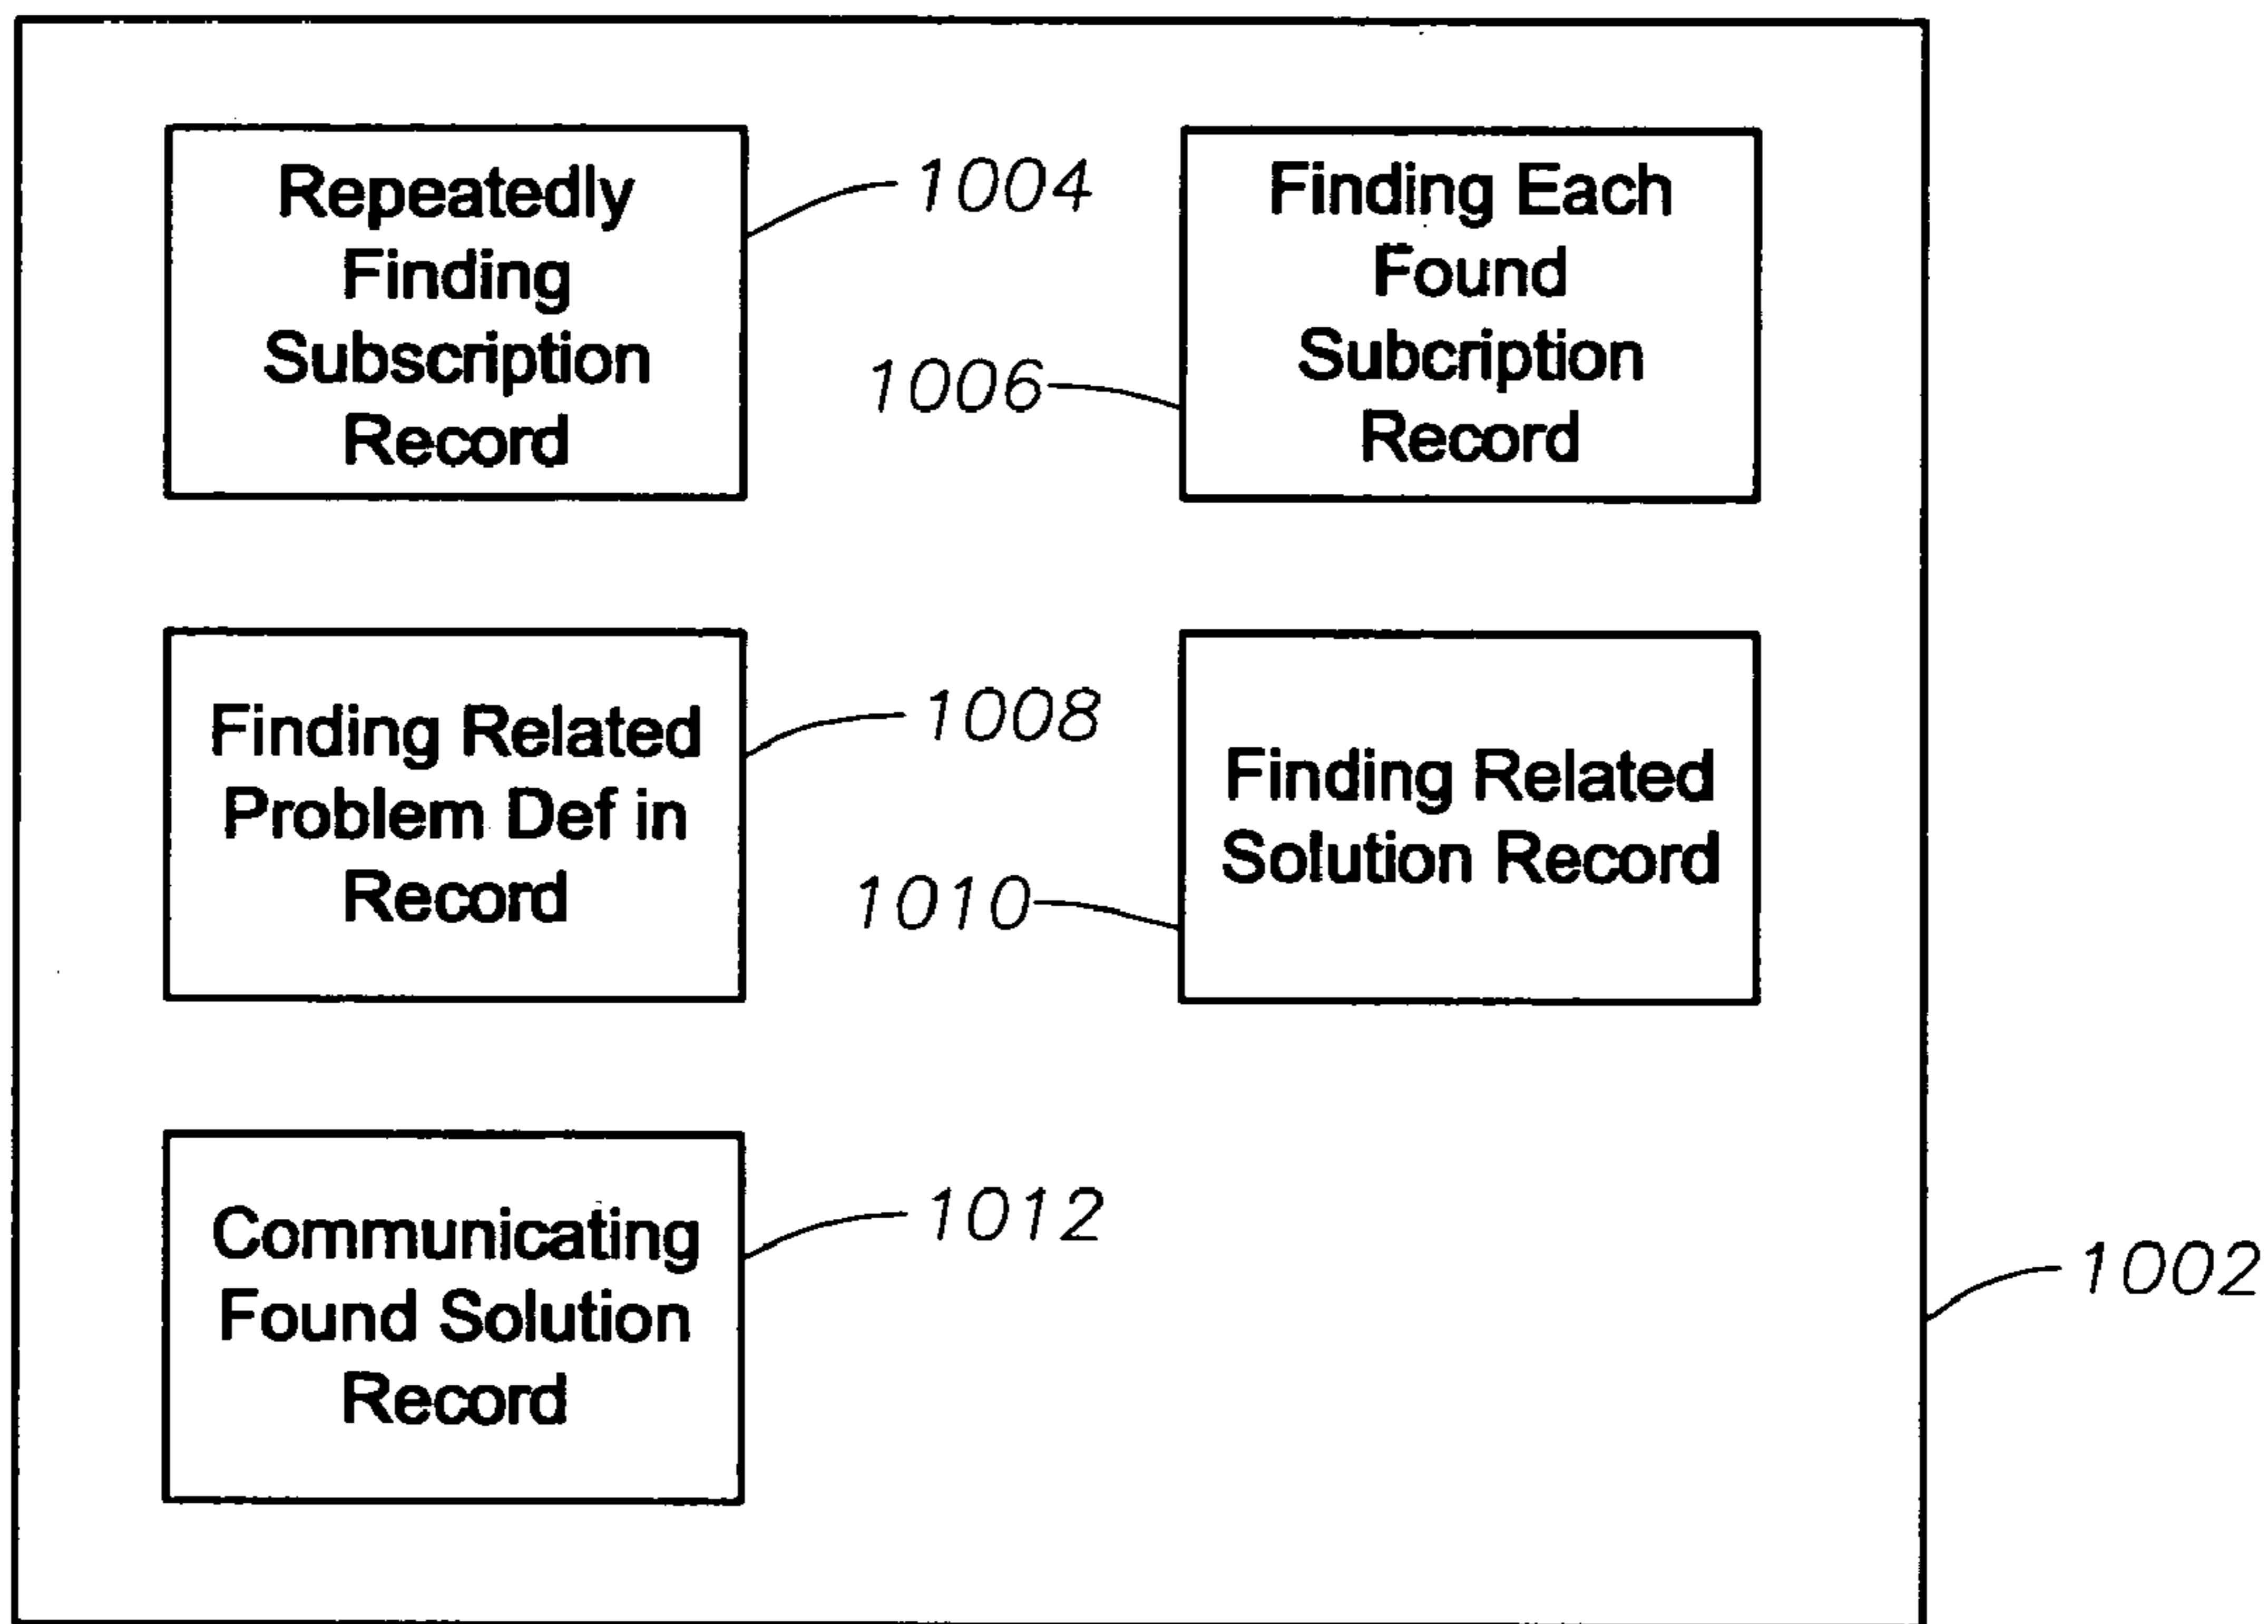 Repeatedly
Finding
Subscription
Record
1004
Finding Each
Found
Subcription
Record
1006
Finding Related
Problem Def in
Record
1008
Finding Related
Solution Record
1010
Communicating
Found Solution
Record
1012
1002